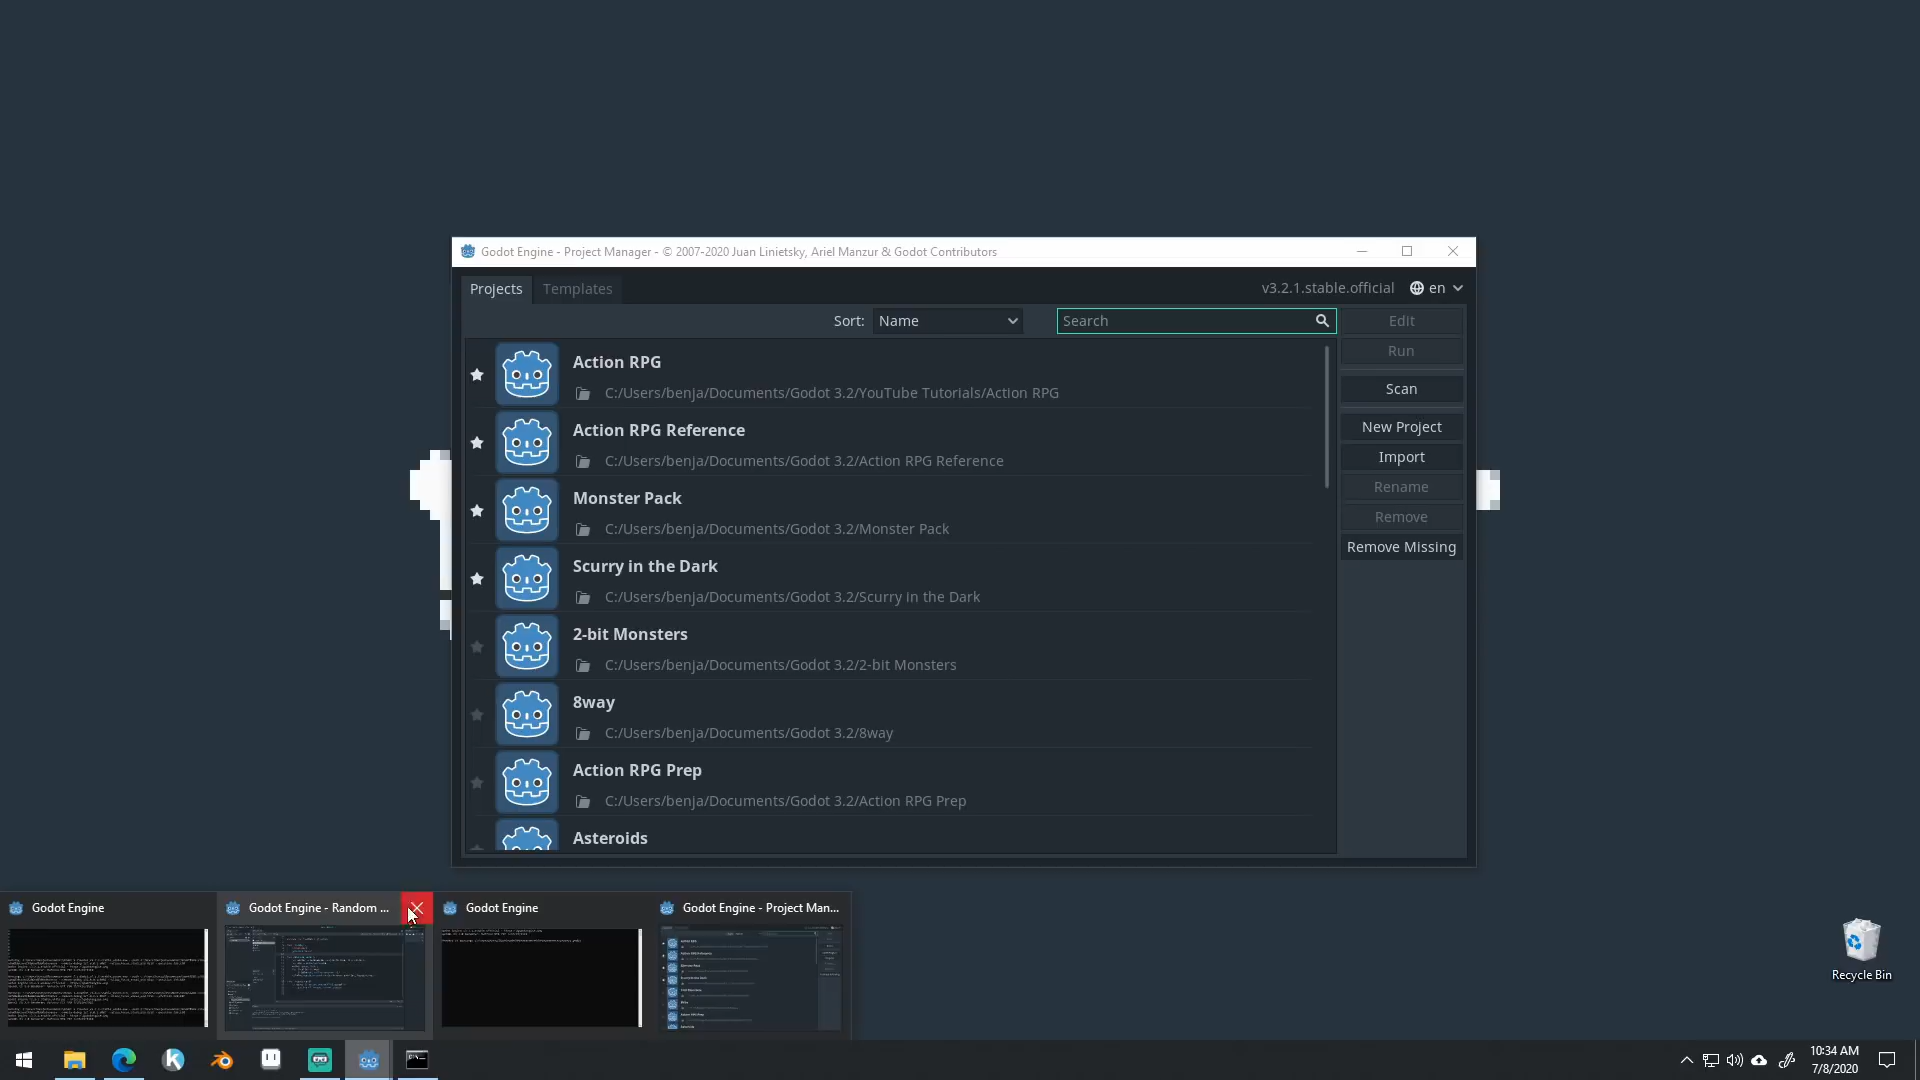 Godot Engine - Project Manager - © 2007-2020 Juan Linietsky, Ariel Manzur & Godot Contributors
Projects
Templates
v3.2.1.stable.official
en
Sort:
Name
Search
Edit
Run
Scan
New Project
Import
Rename
Remove
Remove Missing
Action RPG
C:/Users/benja/Documents/Godot 3.2/YouTube Tutorials/Action RPG
Action RPG Reference
C:/Users/benja/Documents/Godot 3.2/Action RPG Reference
Monster Pack
C:/Users/benja/Documents/Godot 3.2/Monster Pack
Scurry in the Dark
C:/Users/benja/Documents/Godot 3.2/Scurry in the Dark
2-bit Monsters
C:/Users/benja/Documents/Godot 3.2/2-bit Monsters
8way
C:/Users/benja/Documents/Godot 3.2/8way
Action RPG Prep
C:/Users/benja/Documents/Godot 3.2/Action RPG Prep
Asteroids
Godot Engine
Godot Engine - Random ...
Godot Engine
Godot Engine - Project Man...
Recycle Bin
10:34 AM
7/8/2020